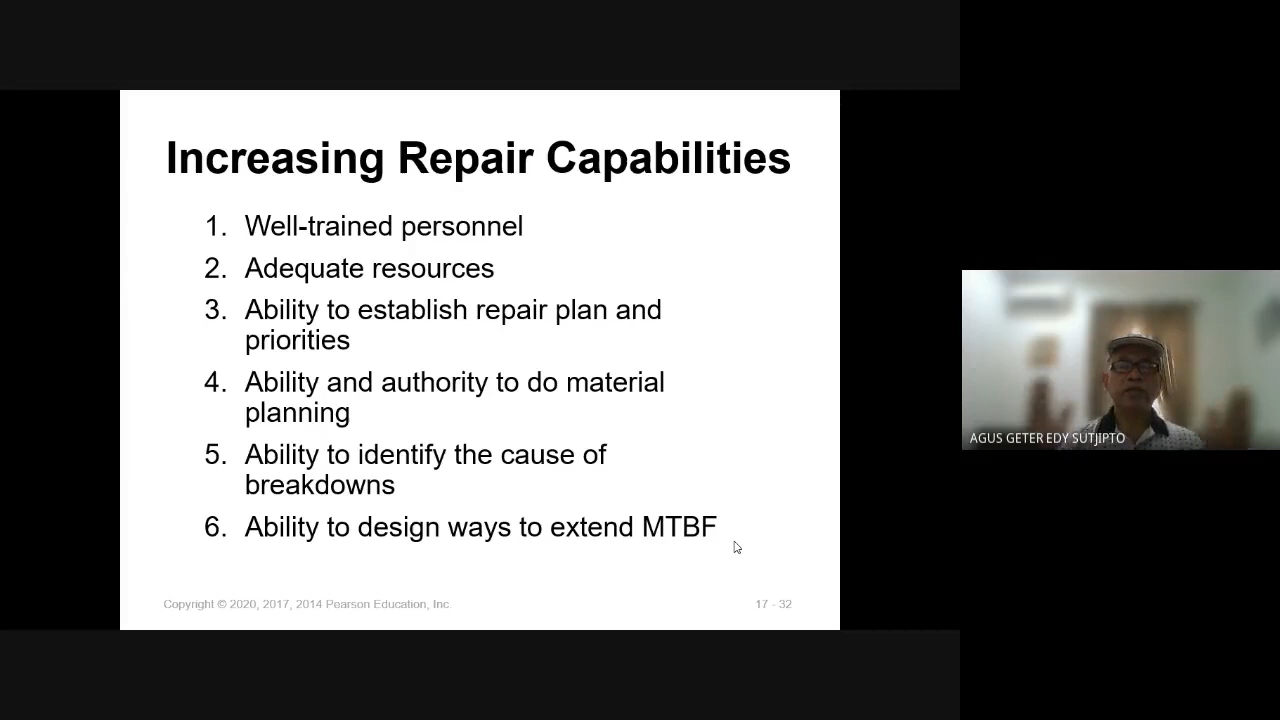 Increasing Repair Capabilities
1. Well-trained personnel
2. Adequate resources
3. Ability to establish repair plan and
priorities
4. Ability and authority to do material
planning
5. Ability to identify the cause of
breakdowns
6. Ability to design ways to extend MTBF
Copyright © 2020, 2017, 2014 Pearson Education, Inc.
17 - 32
AGUS GETER EDY SUTJIPTO